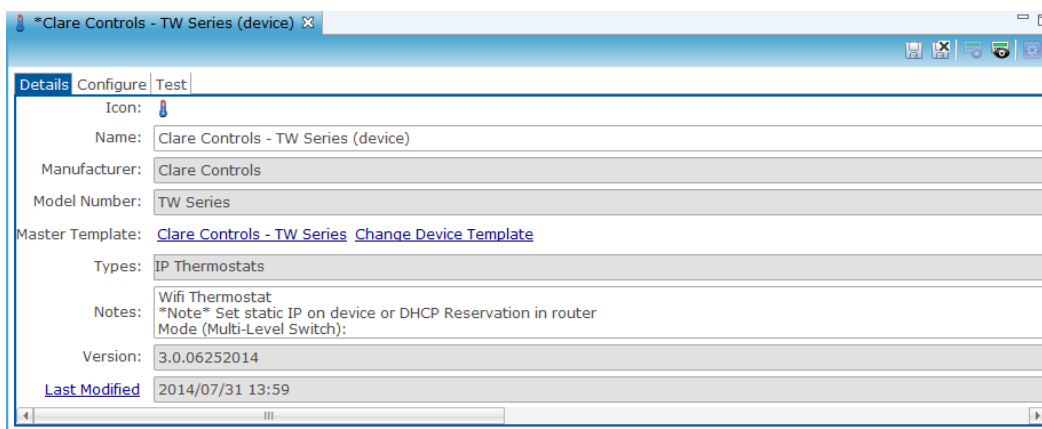 *Clare Controls - TW Series (device)
Details Configure Test
Icon:
Name: Clare Controls - TW Series (device)
Manufacturer: Clare Controls
Model Number: TW Series
Master Template: Clare Controls - TW Series Change Device Template
Types: IP Thermostats
Notes: Wifi Thermostat
*Note* Set static IP on device or DHCP Reservation in router
Mode (Multi-Level Switch):
Version: 3.0.06252014
Last Modified 2014/07/31 13:59